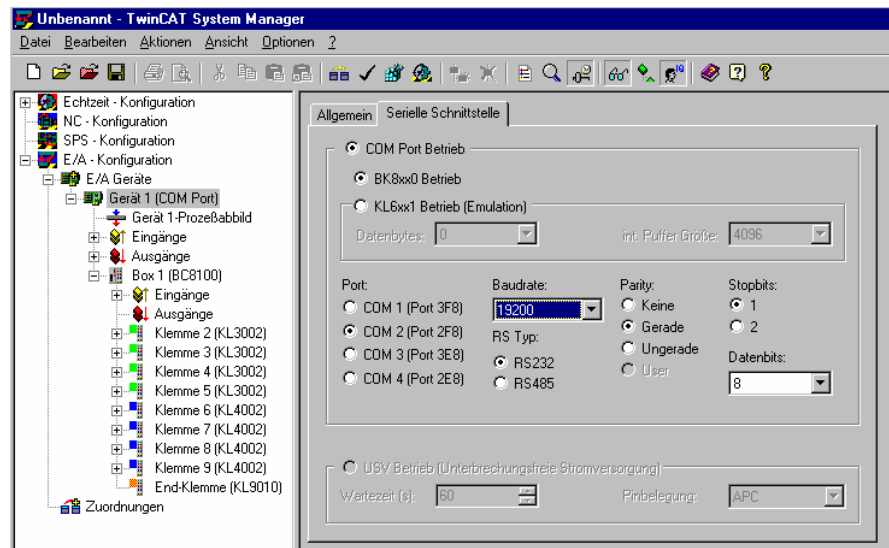 Unbenannt - TwinCAT System Manager
Datei Bearbeiten Aktionen Ansicht Optionen ?
Echtzeit - Konfiguration
NC - Konfiguration
SPS - Konfiguration
E/A - Konfiguration
E/A Geräte
Gerät 1 (COM Port)
Gerät 1-Prozeßabbild
Eingänge
Ausgänge
Box 1 (BC8100)
Eingänge
Ausgänge
Klemme 2 (KL3002)
Klemme 3 (KL3002)
Klemme 4 (KL3002)
Klemme 5 (KL3002)
Klemme 6 (KL4002)
Klemme 7 (KL4002)
Klemme 8 (KL4002)
Klemme 9 (KL4002)
End-Klemme (KL9010)
Zuordnungen
Allgemein Serielle Schnittstelle
COM Port Betrieb
BK8xx0 Betrieb
KL6xx1 Betrieb (Emulation)
Datenbytes: 0 int. Puffer Größe: 4096
Port:
COM 1 (Port 3F8)
COM 2 (Port 2F8)
COM 3 (Port 3E8)
COM 4 (Port 2E8)
Baudrate:
19200
RS Typ:
RS232
RS485
Parity:
Keine
Gerade
Ungerade
User
Stopbits:
1
2
Datenbits:
8
USV Betrieb (Unterbrechungsfreie Stromversorgung)
Wartezeit (s): 60 Pinbelegung: APC